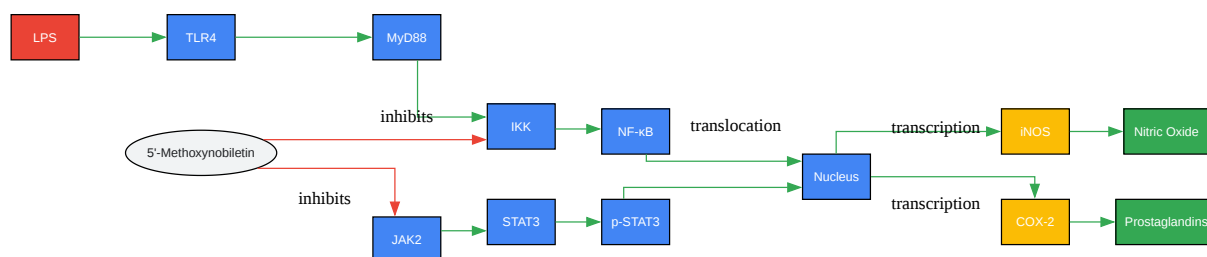 LPS
TLR4
MyD88
inhibits
IKK
NF-κB
translocation
transcription
iNOS
Nitric Oxide
5'-Methoxynobiletin
Nucleus
inhibits
JAK2
STAT3
p-STAT3
transcription
COX-2
Prostaglandins